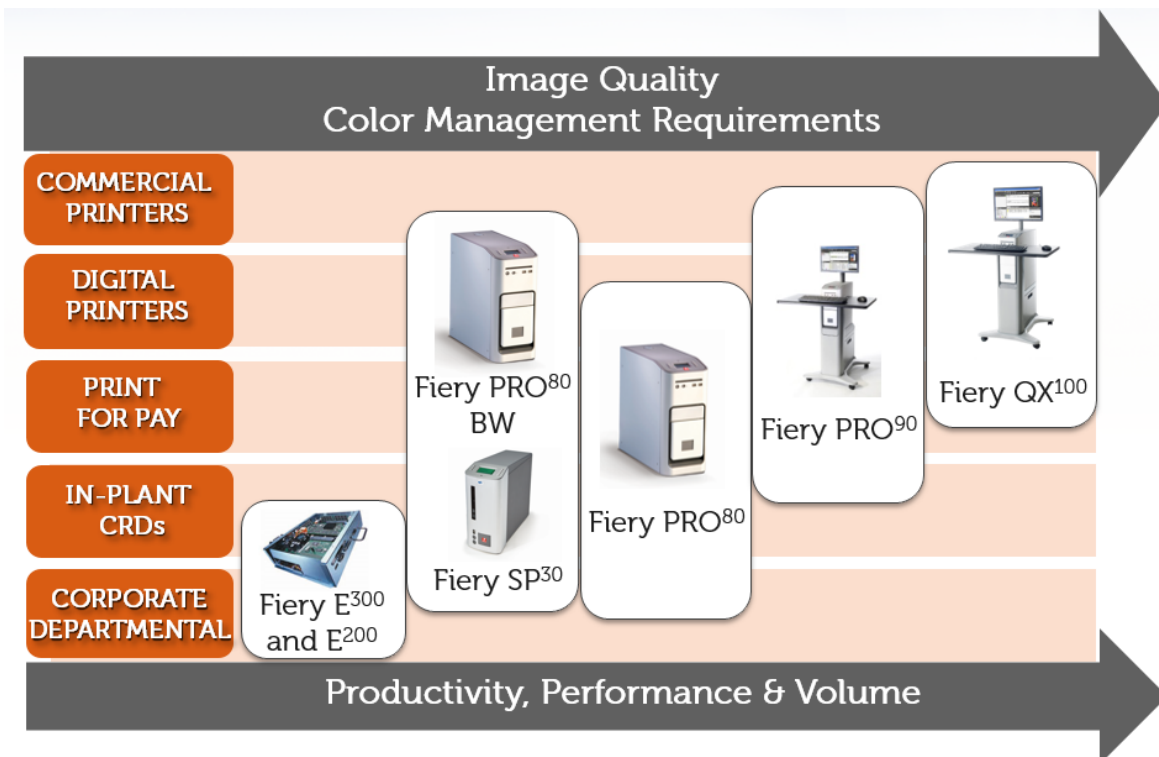 Image Quality
Color Management Requirements
COMMERCIAL
PRINTERS
DIGITAL
PRINTERS
PRINT
FOR PAY
IN-PLANT
CRDs
CORPORATE
DEPARTMENTAL
Fiery E300
and E200
Fiery PRO80
BW
Fiery SP30
Fiery PRO80
Fiery PRO90
Fiery QX100
Productivity, Performance & Volume